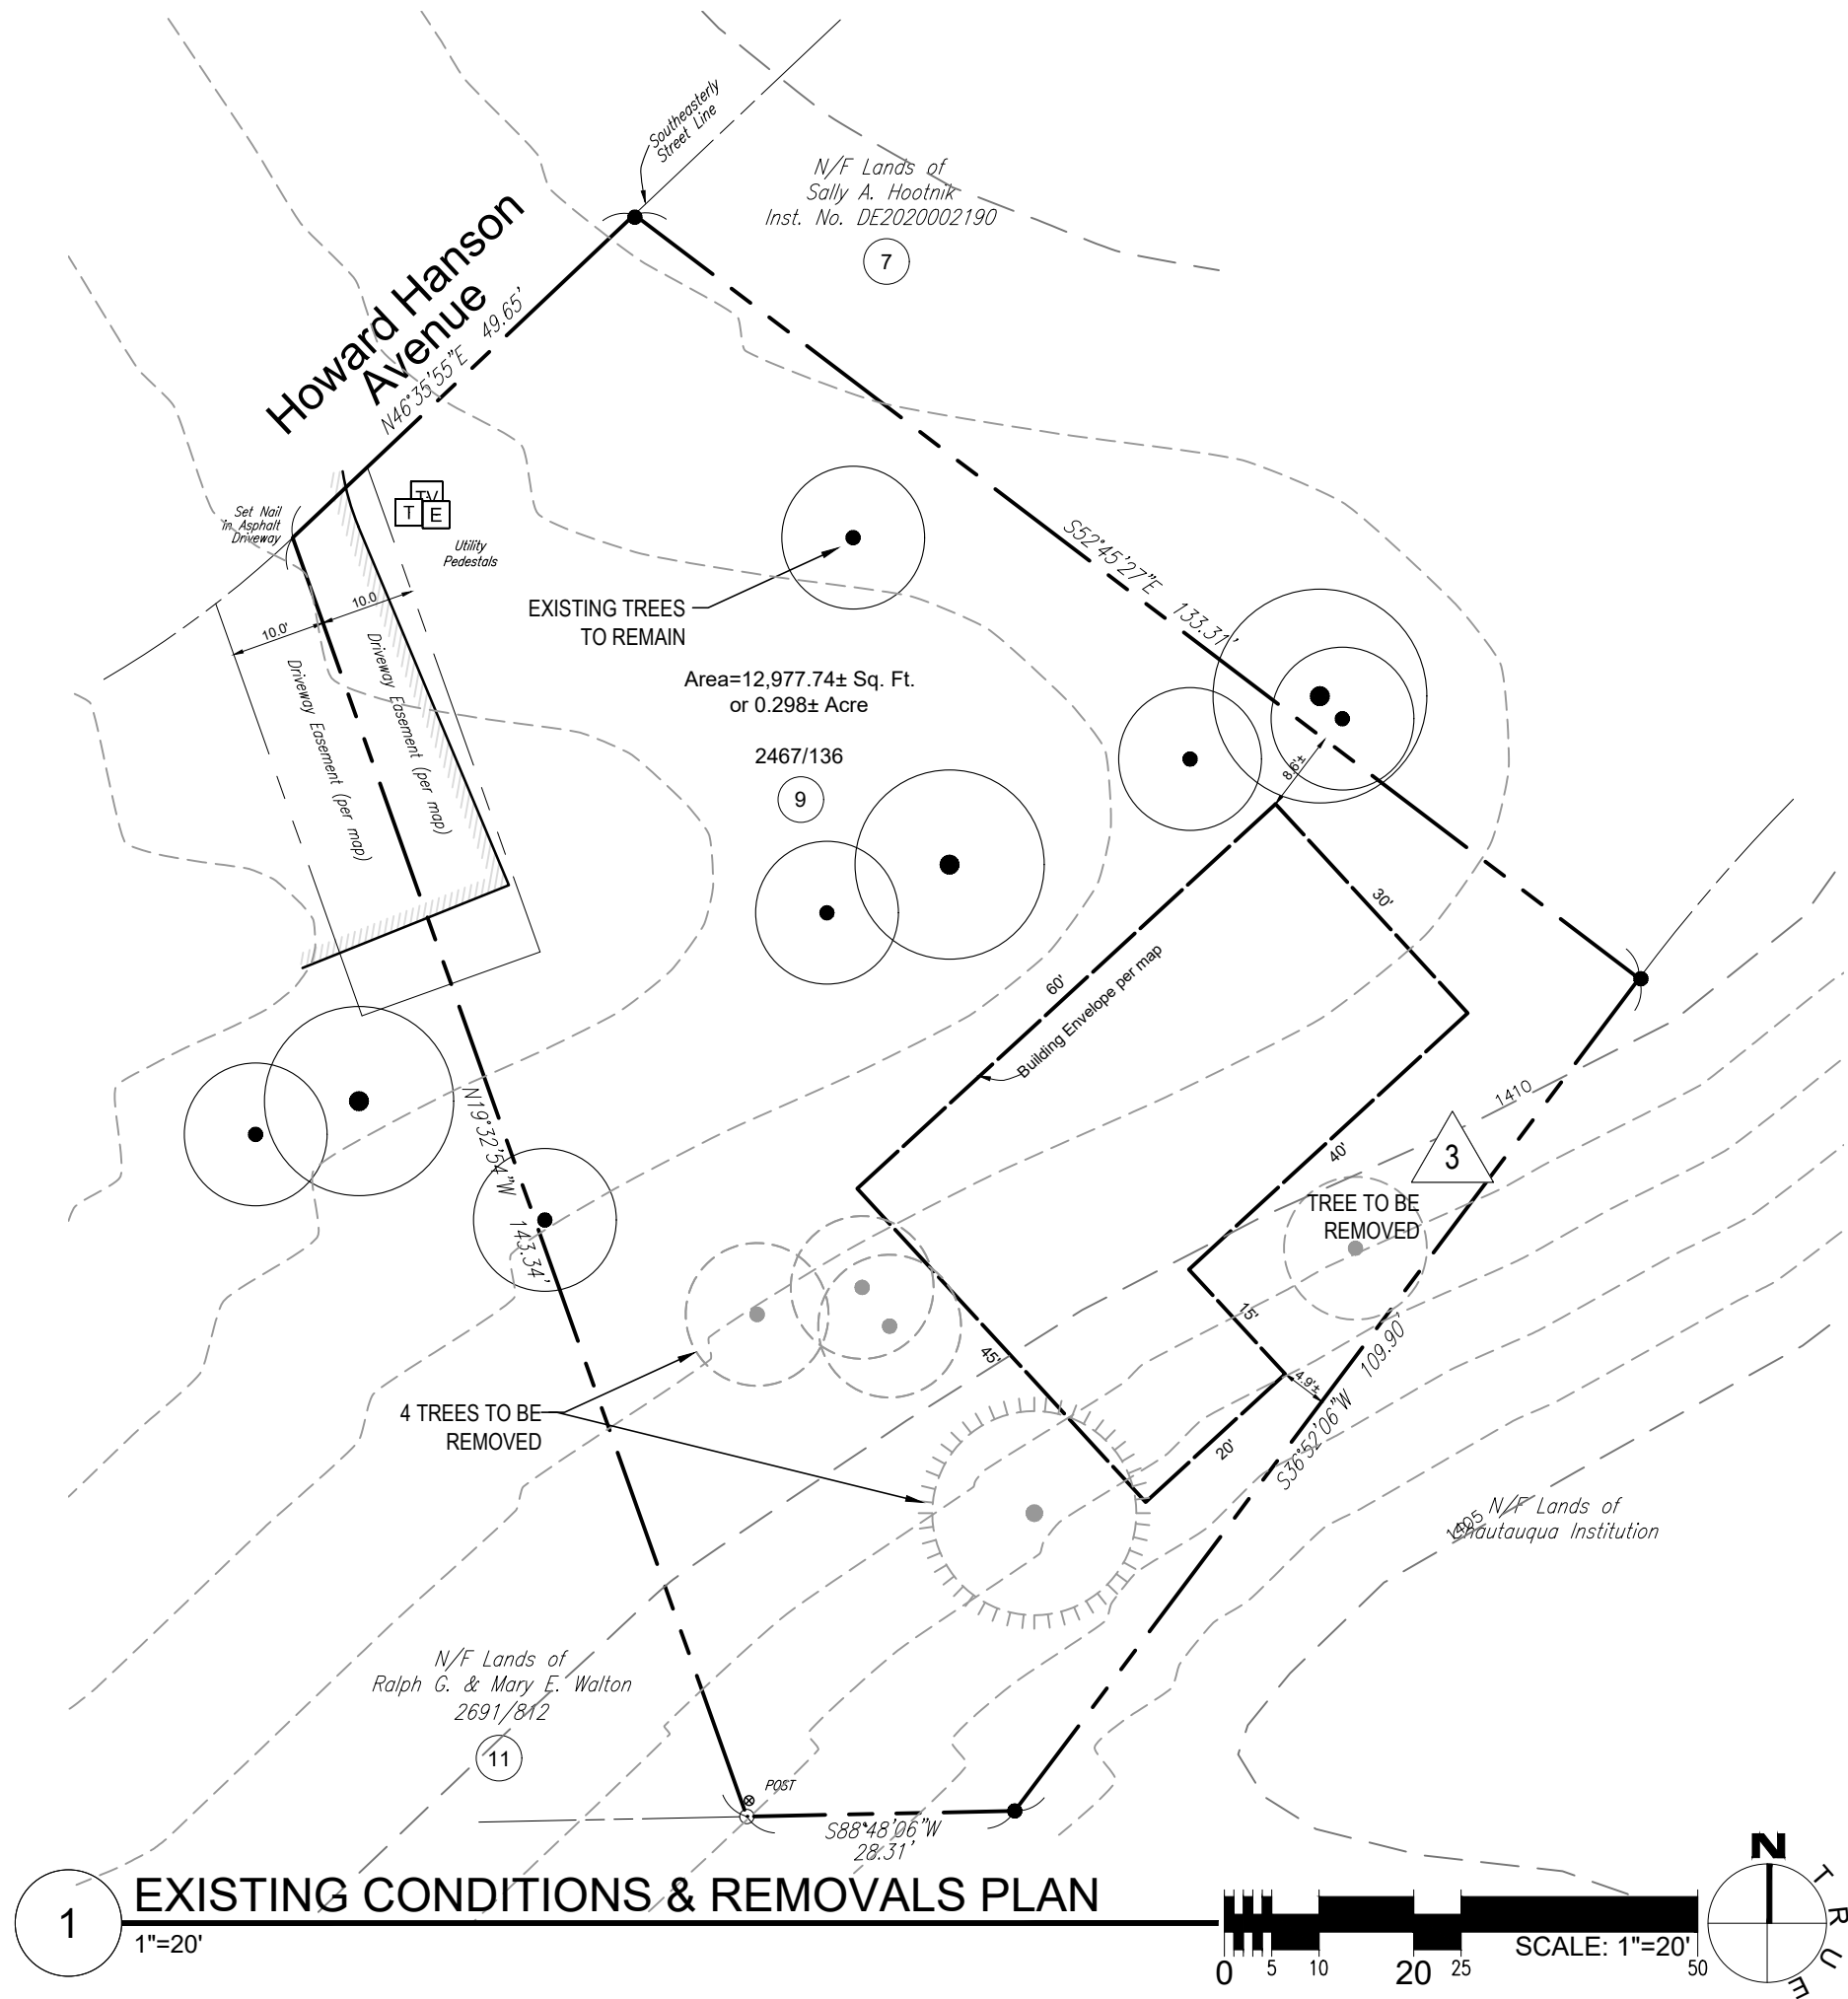 Southeasterly
Street Line
N/F Lands of
Sally A. Hootnik
Inst. No. DE2020002190
7
Howard Hanson
Avenue
N46°35'55"E 49.65'
Set Nail
in Asphalt
Driveway
TV
T
E
Utility
Pedestals
S52°45'27"E 133.31'
10.0'
10.0
EXISTING TREES
TO REMAIN
Driveway Easement (per map)
Driveway Easement (per map)
Area=12,977.74± Sq. Ft.
or 0.298± Acre
2467/136
9
8.6'±
30'
60'
Building Envelope per map
N19°32'54"W 143.34'
1410
3
40'
TREE TO BE
REMOVED
15'
45'
4.9'±
4 TREES TO BE
REMOVED
20'
S36°52'06"W 109.90'
1405
N/F Lands of
Chautauqua Institution
N/F Lands of
Ralph G. & Mary E. Walton
2691/812
11
POST
S88°48'06"W
28.31'
1
EXISTING CONDITIONS & REMOVALS PLAN
1"=20'
SCALE: 1"=20'
0 5 10 20 25 50
N
TRUE